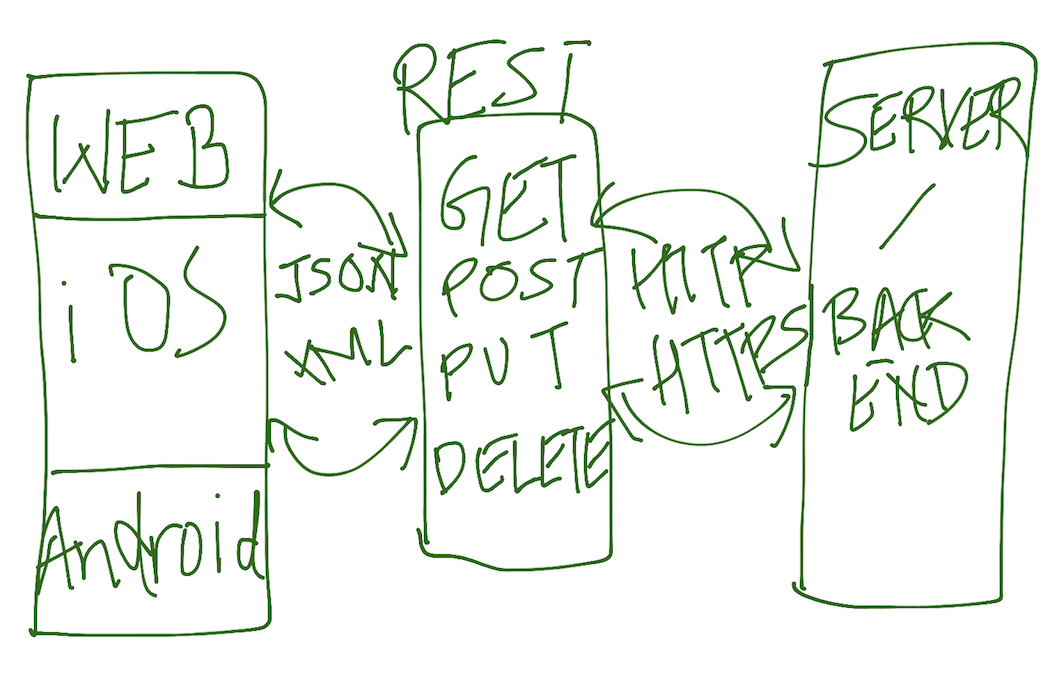 WEB
iOS
Android
JSON
XML
REST
GET
POST
PUT
DELETE
HTTP
HTTPS
SERVER
/
BACK
END